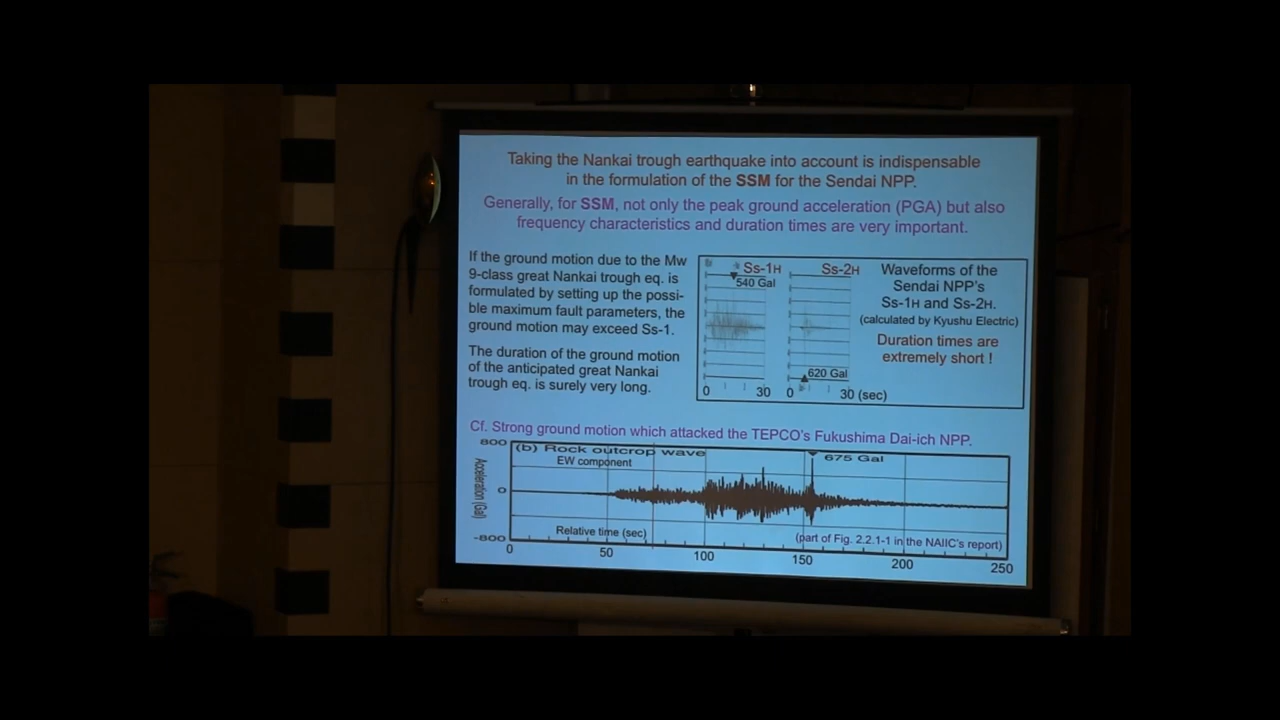 Taking the Nankai trough earthquake into account is indispensable
in the formulation of the SSM for the Sendai NPP.
Generally, for SSM, not only the peak ground acceleration (PGA) but also
frequency characteristics and duration times are very important.
If the ground motion due to the Mw
9-class great Nankai trough eq. is
formulated by setting up the possi-
ble maximum fault parameters, the
ground motion may exceed Ss-1.
The duration of the ground motion
of the anticipated great Nankai
trough eq. is surely very long.
Ss-1H
540 Gal
0 30
Ss-2H
620 Gal
0 30 (sec)
Waveforms of the
Sendai NPP's
Ss-1H and Ss-2H.
(calculated by Kyushu Electric)
Duration times are
extremely short !
Cf. Strong ground motion which attacked the TEPCO's Fukushima Dai-ich NPP.
800
0
-800
Acceleration (Gal)
(b) Rock outcrop wave
EW component
675 Gal
Relative time (sec)
(part of Fig. 2.2.1-1 in the NAIIC's report)
0 50 100 150 200 250